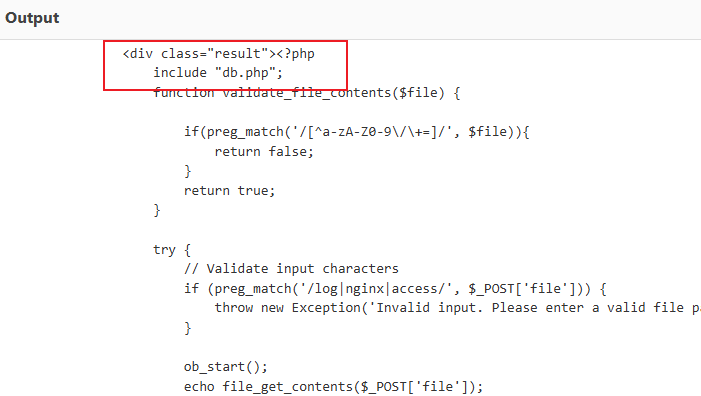 Output
<div class="result"><?php
include "db.php";
function validate_file_contents($file) {
if(preg_match('/[^a-zA-Z0-9\/\+=]/', $file)){
return false;
}
return true;
}
try {
// Validate input characters
if (preg_match('/log|nginx|access/', $_POST['file'])) {
throw new Exception('Invalid input. Please enter a valid file pa
}
ob_start();
echo file_get_contents($_POST['file']);